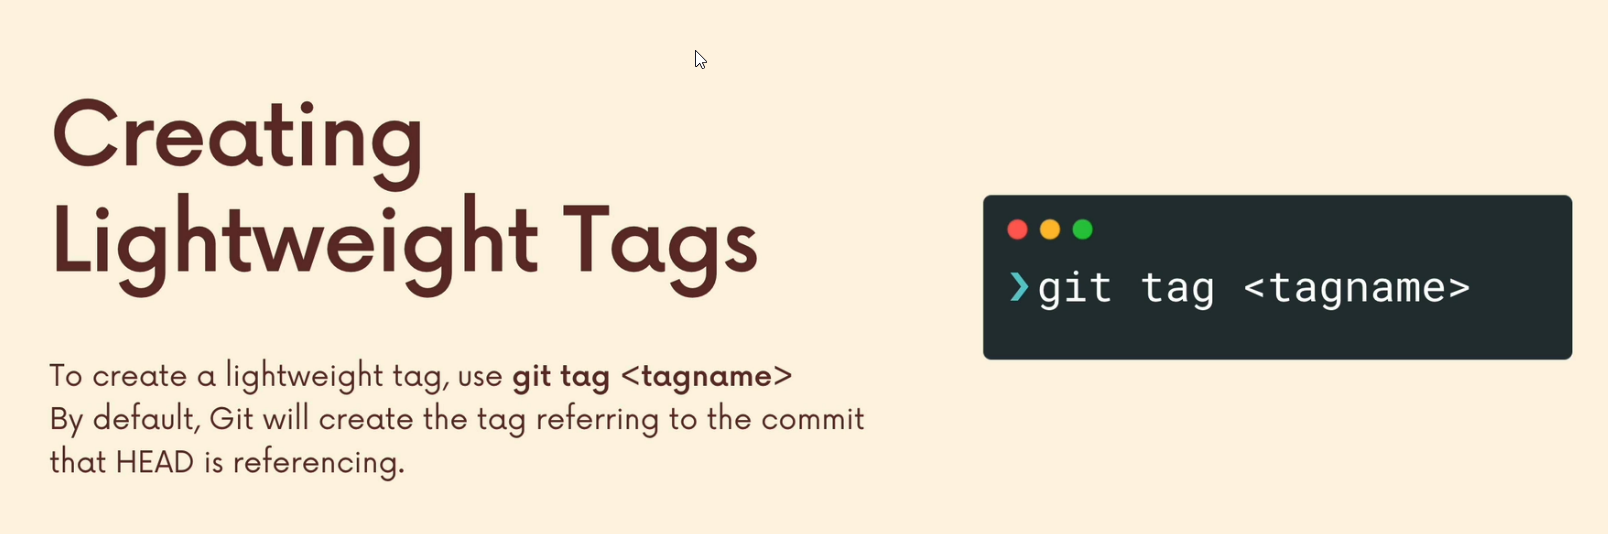 Creating
Lightweight Tags
To create a lightweight tag, use git tag <tagname>
By default, Git will create the tag referring to the commit
that HEAD is referencing.
❯git tag <tagname>